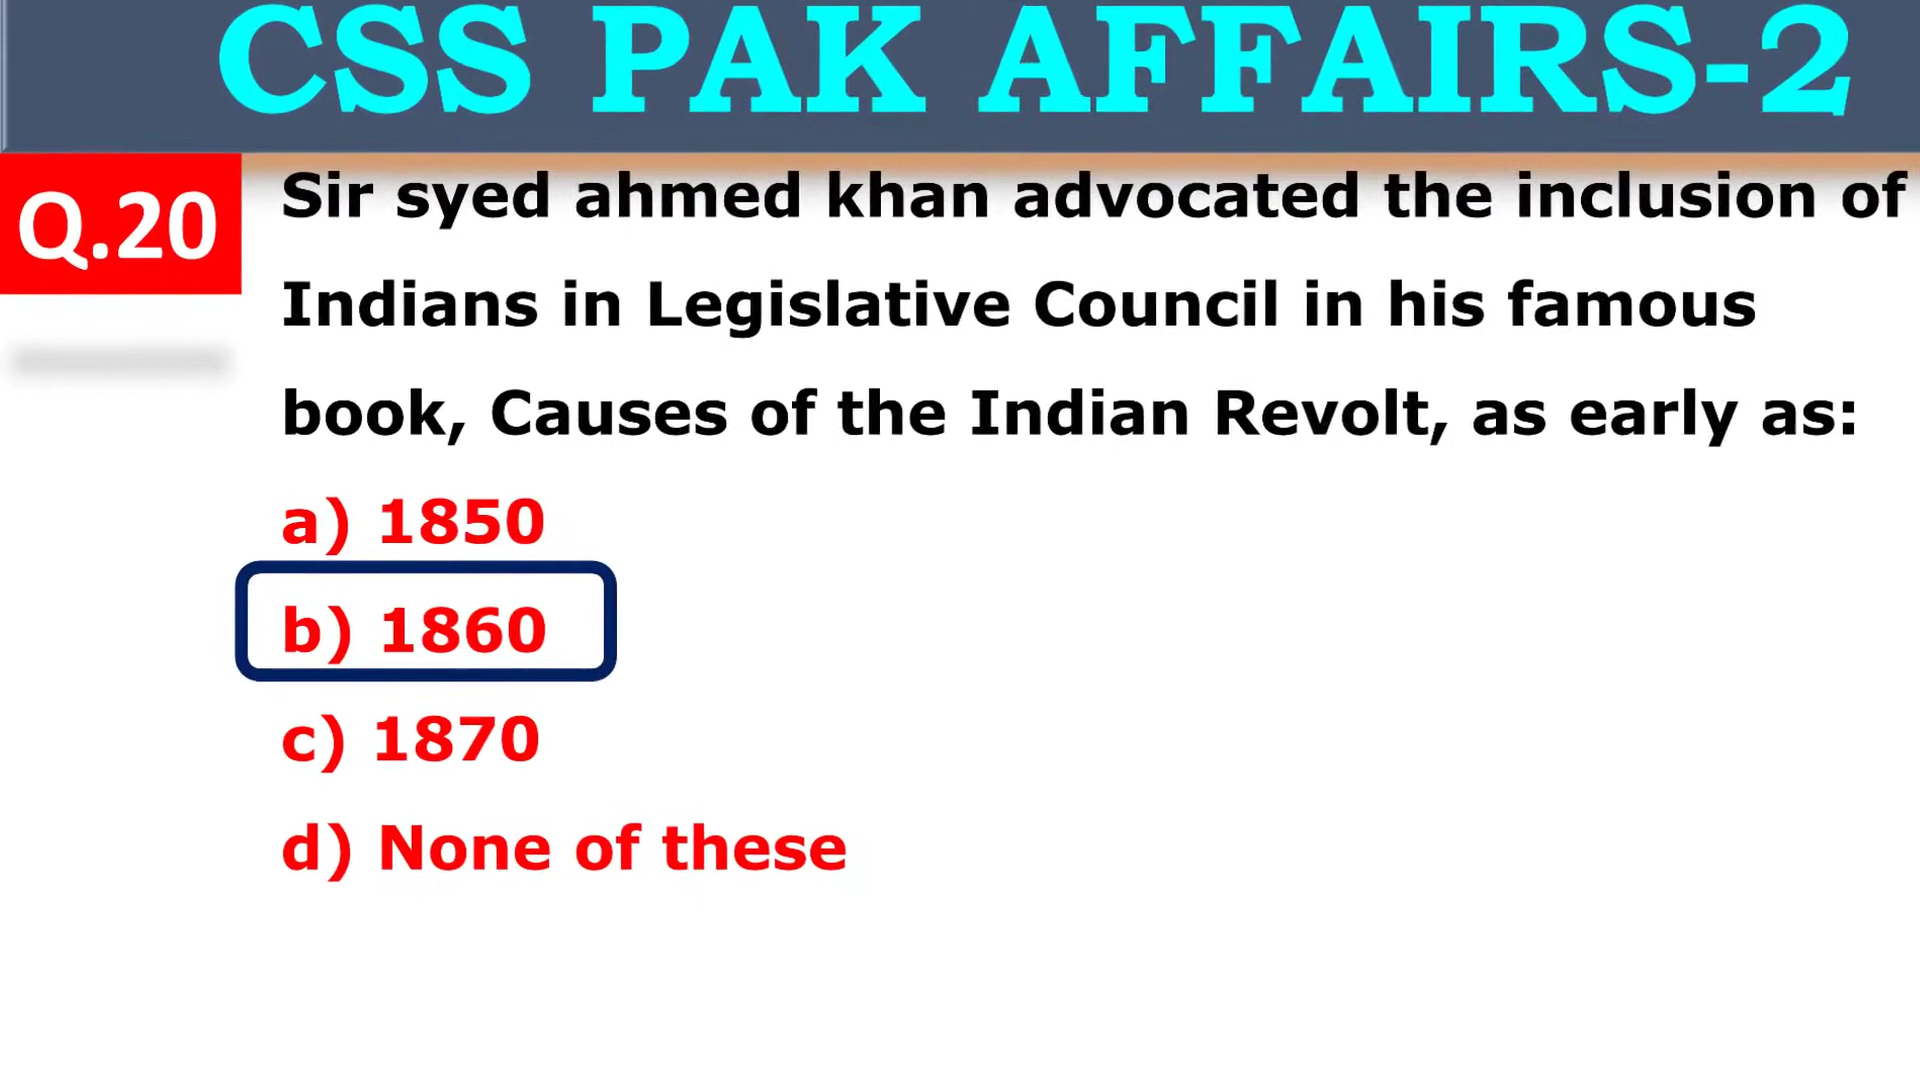 CSS PAK AFFAIRS-2
Q.20
Sir syed ahmed khan advocated the inclusion of
Indians in Legislative Council in his famous
book, Causes of the Indian Revolt, as early as:
a) 1850
b) 1860
c) 1870
d) None of these